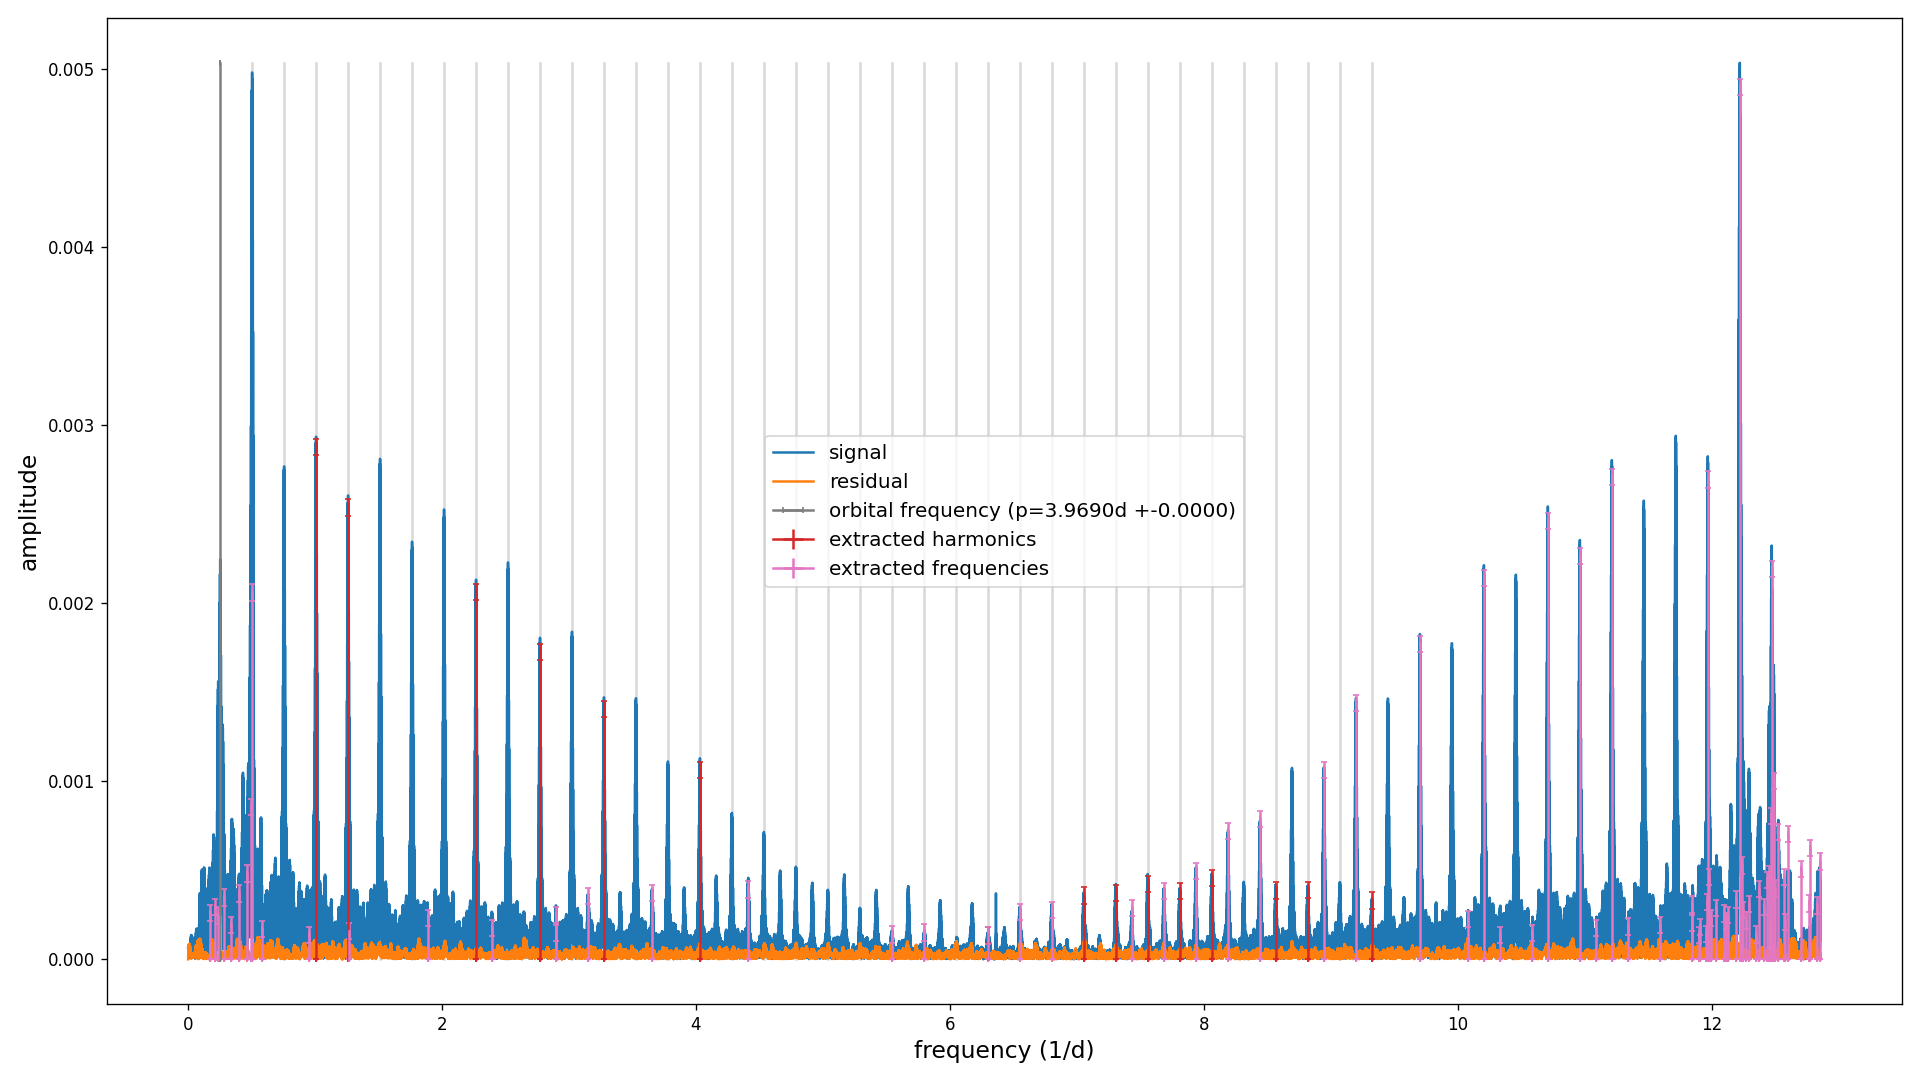 0.005
0.004
0.003
0.002
0.001
0.000
amplitude
signal
residual
orbital frequency (p=3.9690d +-0.0000)
extracted harmonics
extracted frequencies
0 2 4 6 8 10 12
frequency (1/d)